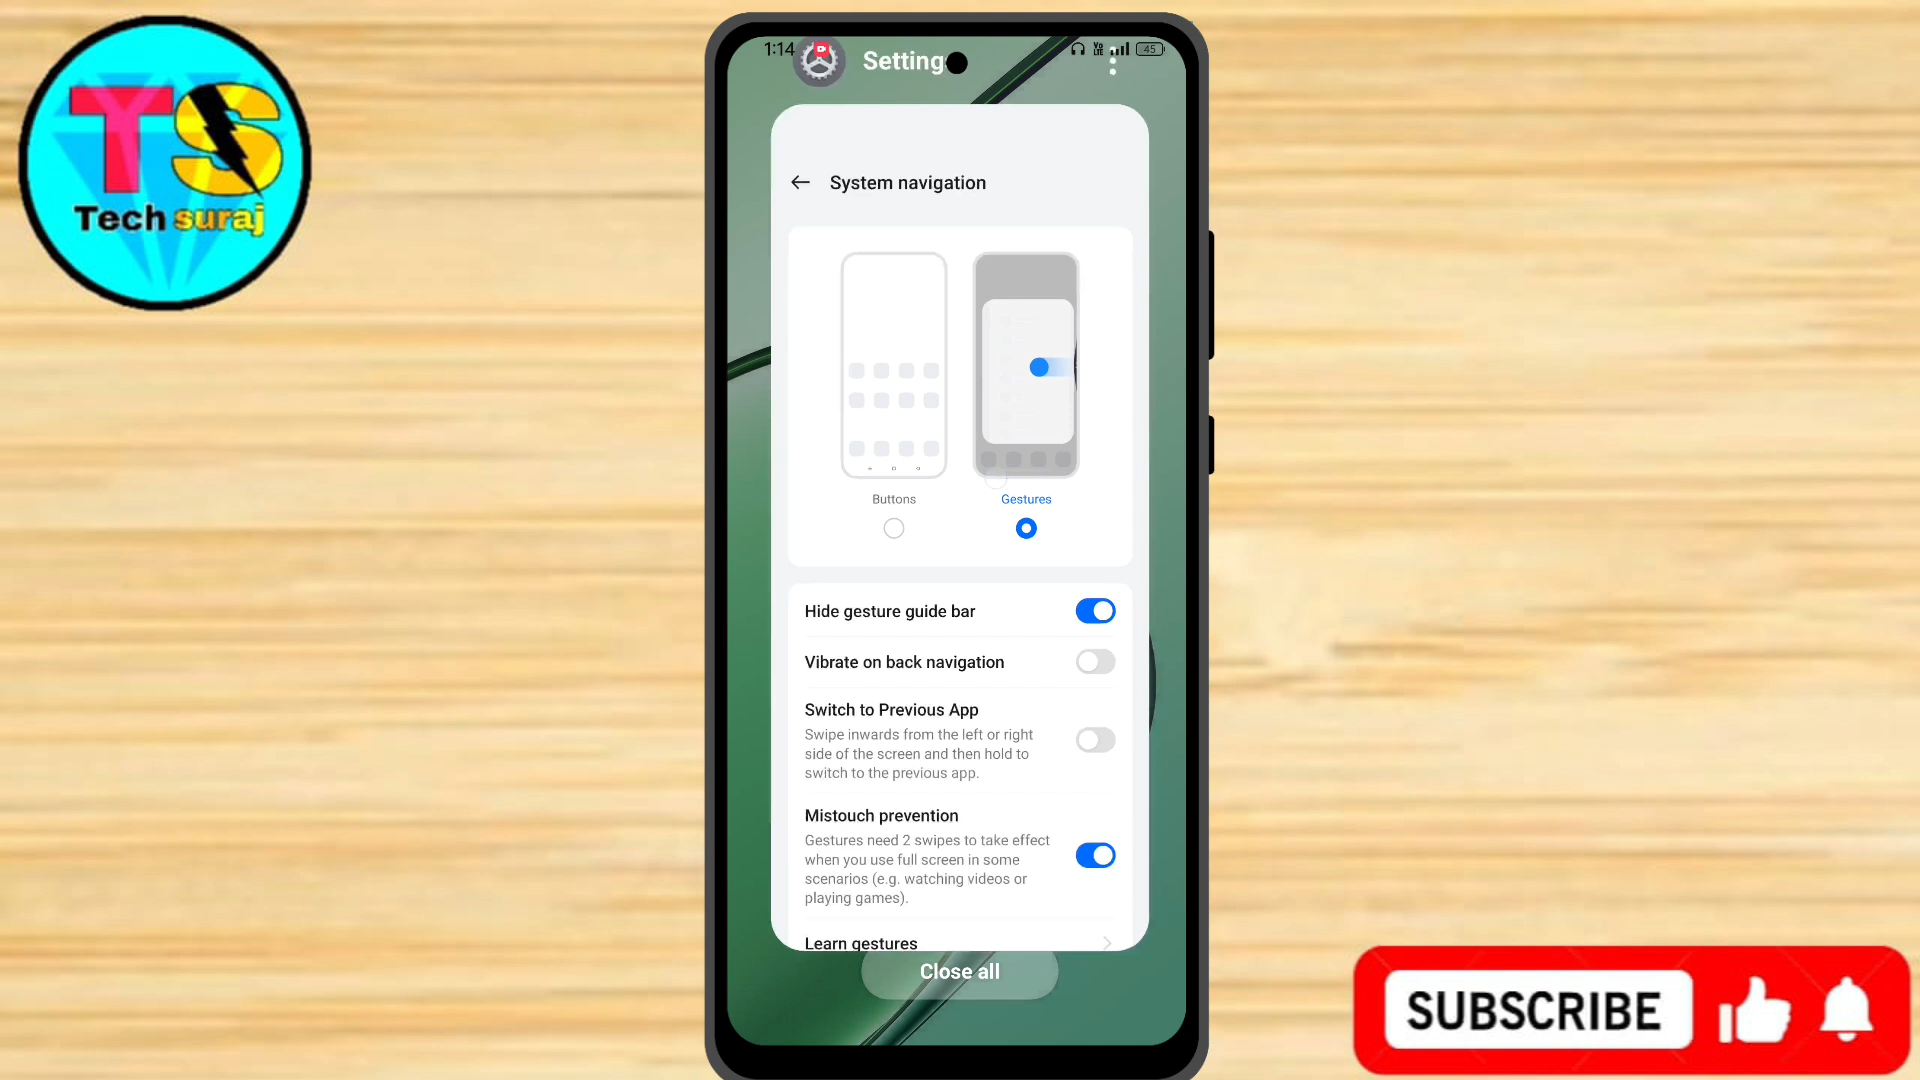 TS
Tech suraj
1:14
Setting
Vo
LTE
45
System navigation
Buttons
Gestures
Hide gesture guide bar
Vibrate on back navigation
Switch to Previous App
Swipe inwards from the left or right
side of the screen and then hold to
switch to the previous app.
Mistouch prevention
Gestures need 2 swipes to take effect
when you use full screen in some
scenarios (e.g. watching videos or
playing games).
Learn gestures
Close all
SUBSCRIBE